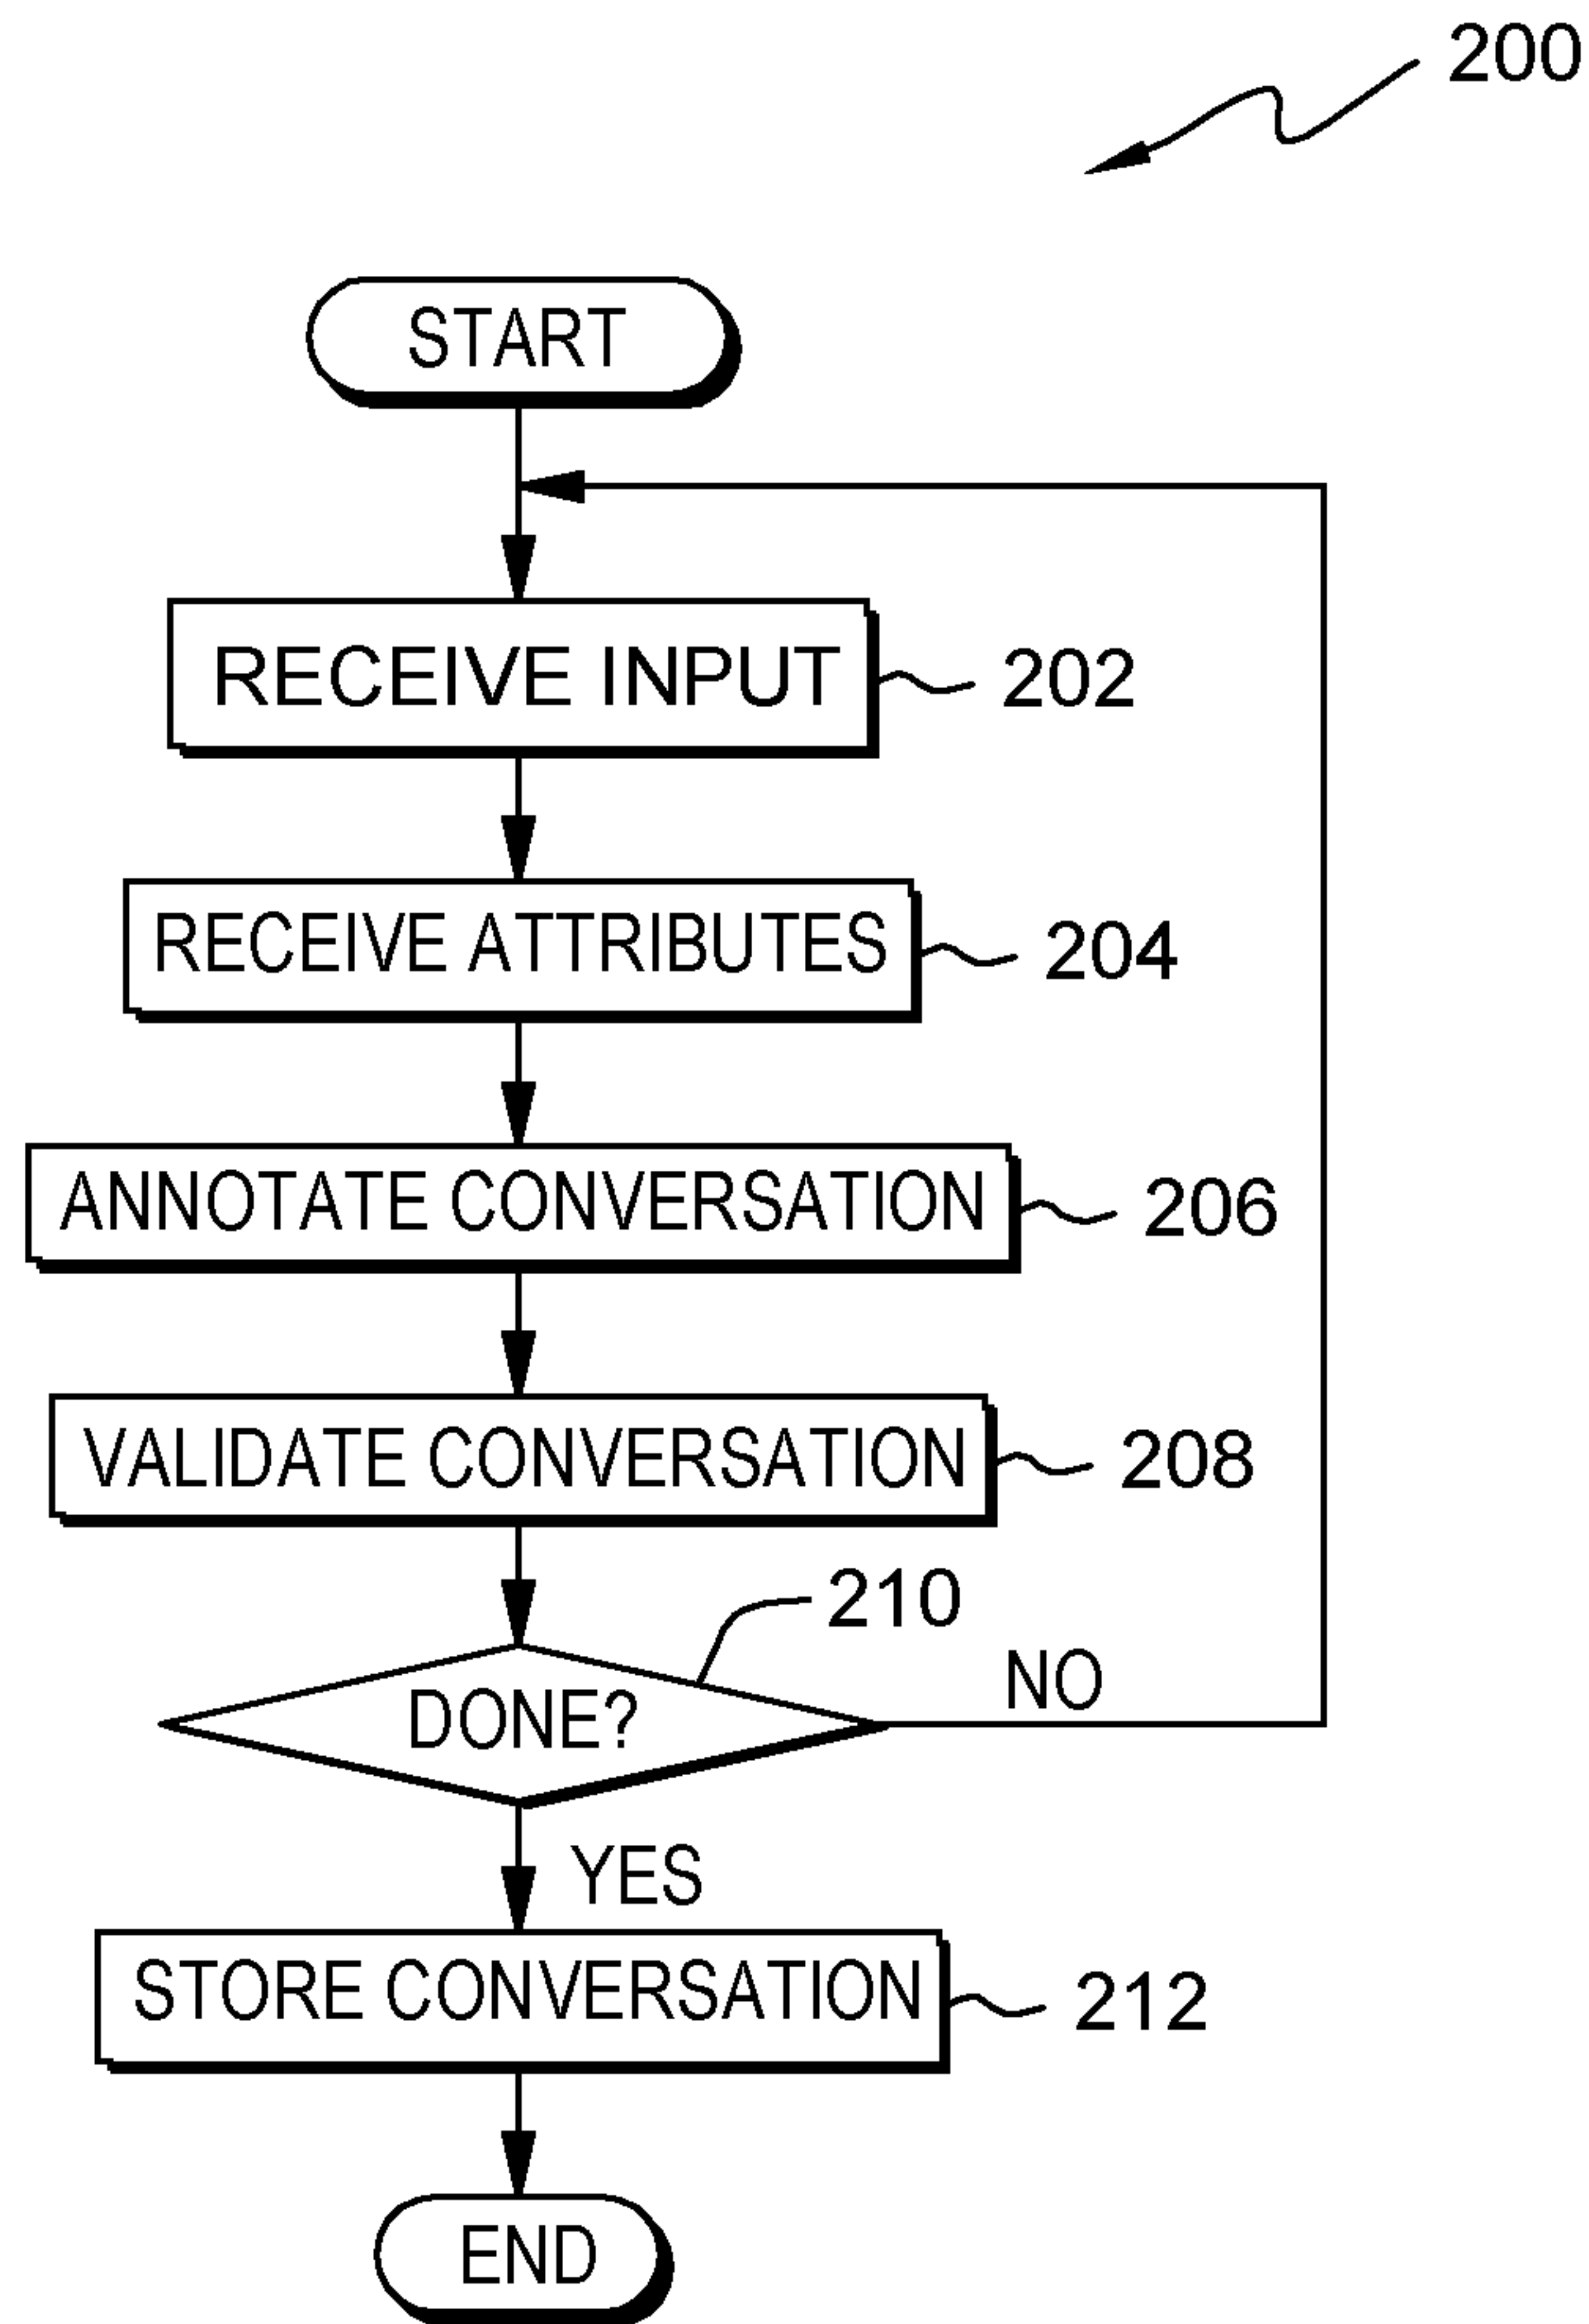 200
START
RECEIVE INPUT
202
RECEIVE ATTRIBUTES
204
ANNOTATE CONVERSATION
206
VALIDATE CONVERSATION
208
210
DONE?
NO
YES
STORE CONVERSATION
212
END